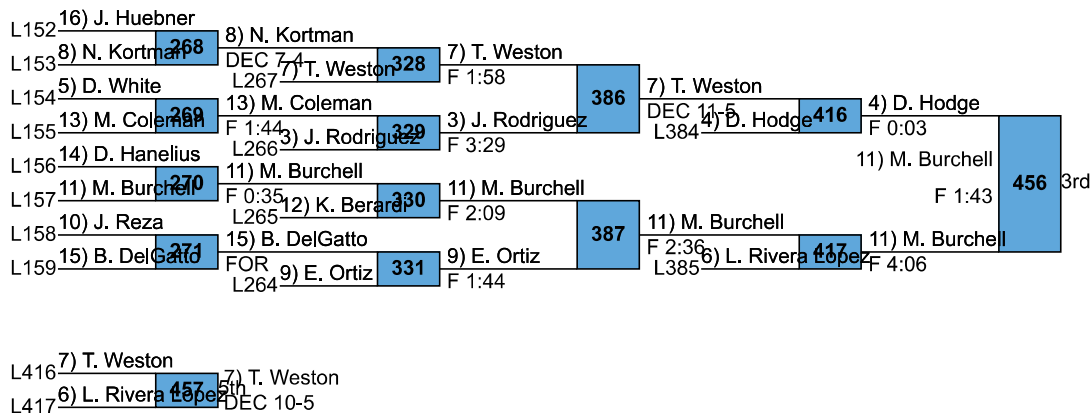 16) J. Huebner
L152
268
8) N. Kortman
8) N. Kortman
L153
DEC 7-4
328
7) T. Weston
L267
7) T. Weston
F 1:58
5) D. White
L154
269
13) M. Coleman
13) M. Coleman
L155
F 1:44
329
3) J. Rodriguez
L266
3) J. Rodriguez
F 3:29
386
7) T. Weston
DEC 11-5
L384
4) D. Hodge
416
4) D. Hodge
F 0:03
14) D. Hanelius
L156
270
11) M. Burchell
11) M. Burchell
L157
F 0:35
330
11) M. Burchell
L265
12) K. Berardi
F 2:09
10) J. Reza
L158
271
15) B. DelGatto
15) B. DelGatto
L159
FOR
331
9) E. Ortiz
L264
9) E. Ortiz
F 1:44
387
11) M. Burchell
F 2:36
L385
6) L. Rivera Lopez
417
11) M. Burchell
F 4:06
11) M. Burchell
456
3rd
F 1:43
7) T. Weston
L416
457
5th
7) T. Weston
6) L. Rivera Lopez
L417
DEC 10-5